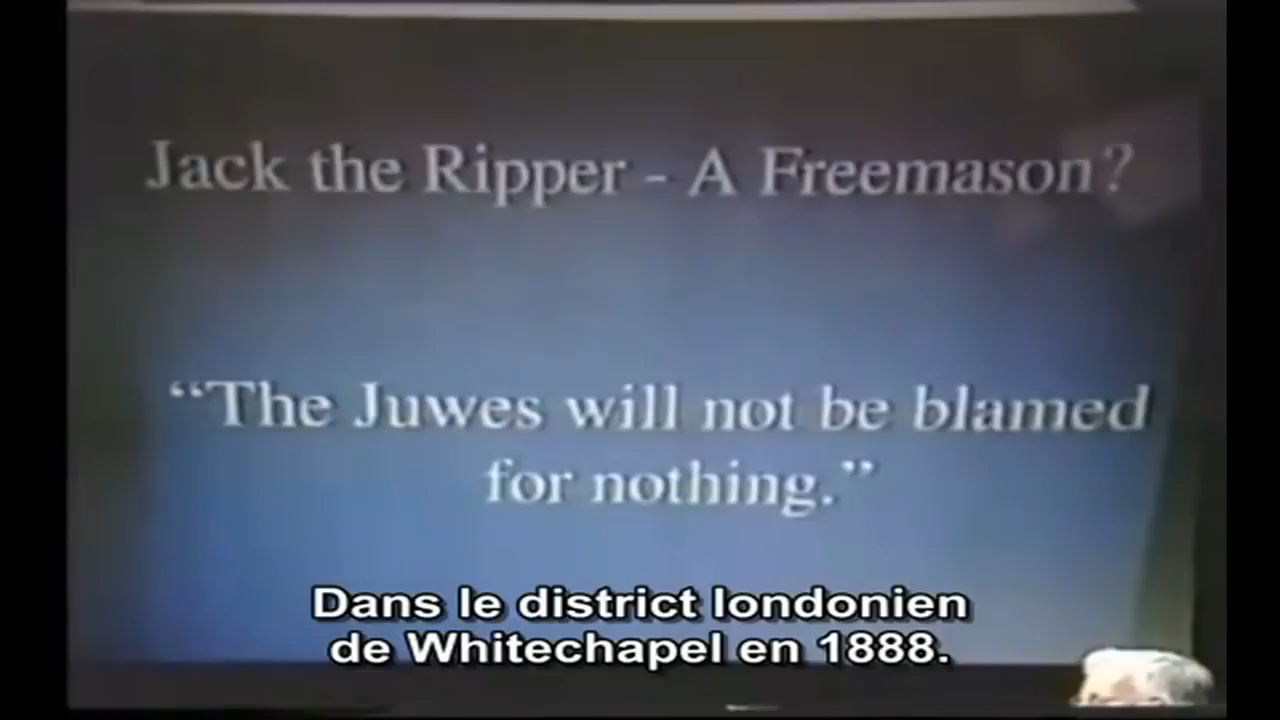 Jack the Ripper - A Freemason?
“The Juwes will not be blamed
for nothing.”
Dans le district londonien
de Whitechapel en 1888.